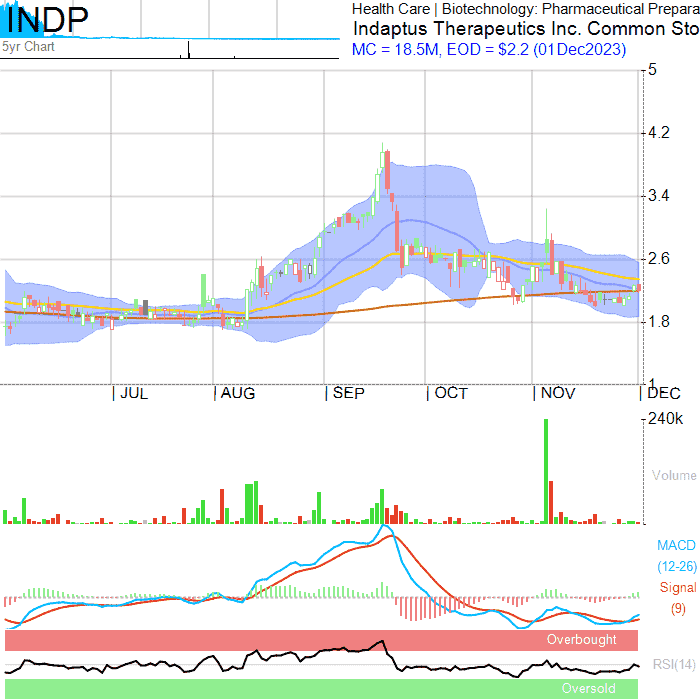 INDP
5yr Chart
Health Care | Biotechnology: Pharmaceutical Prepara
Indaptus Therapeutics Inc. Common Sto
MC = 18.5M, EOD = $2.2 (01Dec2023)
5
4.2
3.4
2.6
1.8
1
| JUL | AUG | SEP | OCT | NOV | DEC
240k
Volume
MACD
(12-26)
Signal
(9)
Overbought
RSI(14)
Oversold